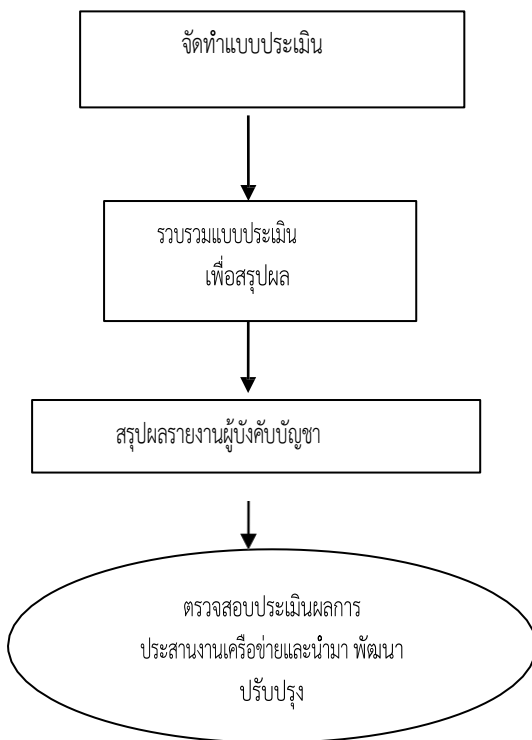 จัดทำแบบประเมิน
รวบรวมแบบประเมิน
เพื่อสรุปผล
สรุปผลรายงานผู้บังคับบัญชา
ตรวจสอบประเมินผลการ
ประสานงานเครือข่ายและนำมา พัฒนา
ปรับปรุง